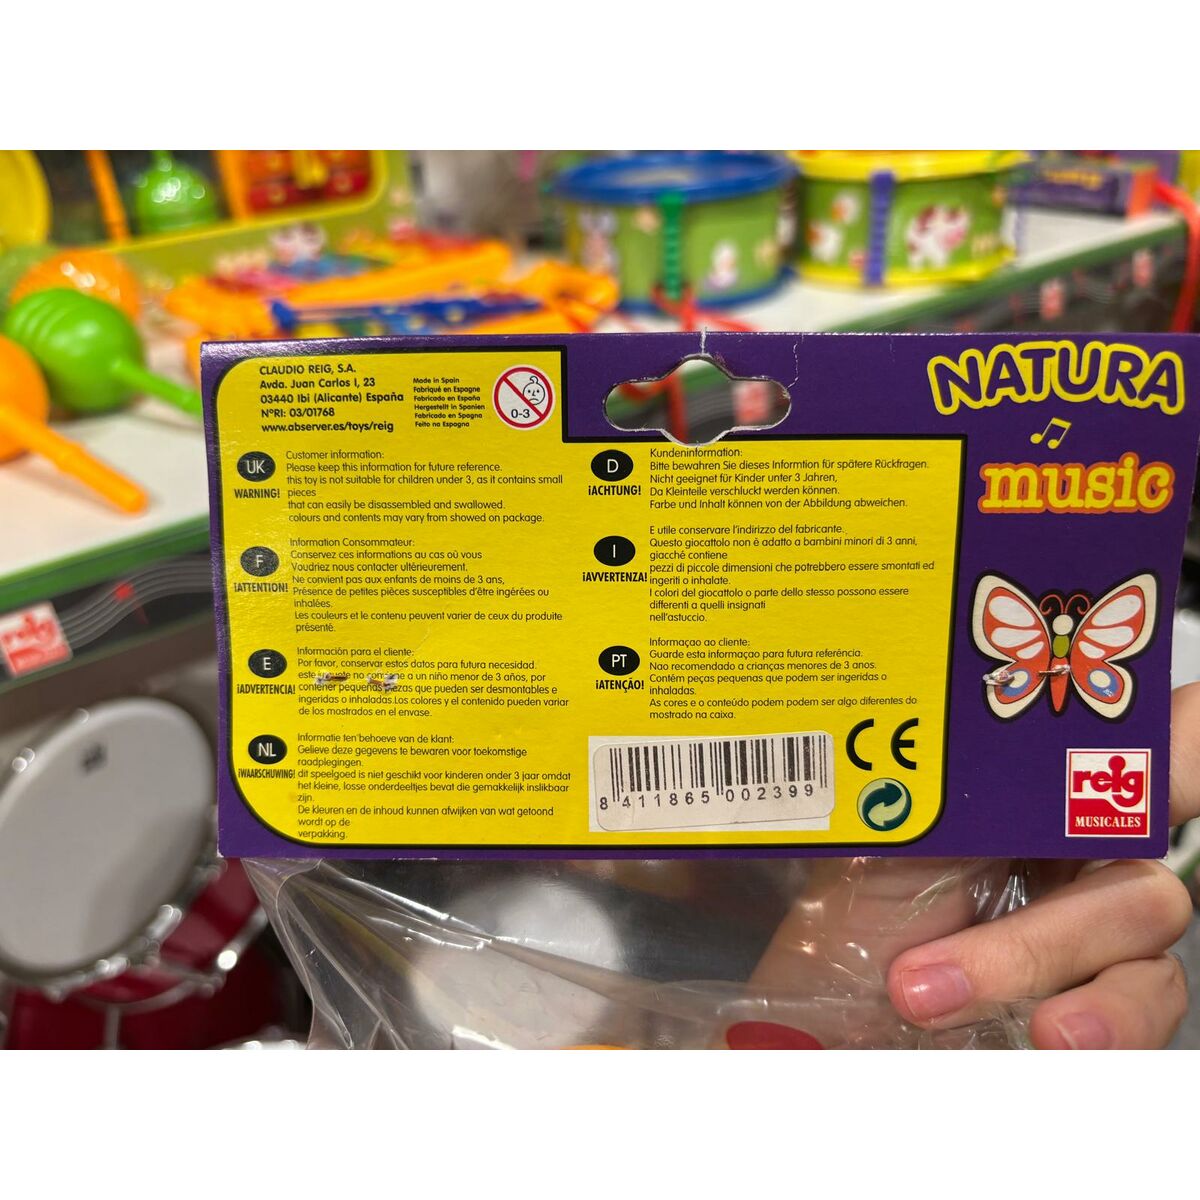 CLAUDIO REIG, S.A.
Avda. Juan Carlos I, 23
03440 Ibi (Alicante) España
NºRI: 03/01768
www.abserver.es/toys/reig
Made in Spain
Fabriqué en Espagne
Fabricado en España
Hergestellt in Spanien
Fabricado en Spagna
Feito na Espagna
0-3
UK
WARNING!
Customer information:
Please keep this information for future reference.
this toy is not suitable for children under 3, as it contains small
pieces
that can easily be disassembled and swallowed.
colours and contents may vary from showed on package.
F
¡ATTENTION!
Information Consommateur:
Conservez ces informations au cas où vous
Voudriez nous contacter ultérieurement.
Ne convient pas aux enfants de moins de 3 ans,
Présence de petites pièces susceptibles d'être ingérées ou
inhalées.
Les couleurs et le contenu peuvent varier de ceux du produite
présenté.
E
¡ADVERTENCIA!
Información para el cliente:
Por favor, conservar estos datos para futura necesidad.
este no a un niño menor de 3 años, por
contener pequeñas que pueden ser desmontables e
ingeridas o inhaladas.Los colores y el contenido pueden variar
de los mostrados en el envase.
NL
¡WAARSCHUWING!
Informatie ten behoeve van de klant:
Gelieve deze gegevens te bewaren voor toekomstige
raadplegingen.
dit speelgoed is niet geschikt voor kinderen onder 3 jaar omdat
het kleine, losse onderdeeltjes bevat die gemakkelijk inslikbaar
zijn.
De kleuren en de inhoud kunnen afwijken van wat getoond
wordt op de
verpakking.
D
¡ACHTUNG!
Kundeninformation:
Bitte bewahren Sie dieses Informtion für spätere Rückfragen.
Nicht geeignet für Kinder unter 3 Jahren,
Da Kleinteile verschluckt werden können.
Farbe und Inhalt können von der Abbildung abweichen.
I
¡AVVERTENZA!
E utile conservare l'indirizzo del fabricante.
Questo giocattolo non è adatto a bambini minori di 3 anni,
giacché contiene
pezzi di piccole dimensioni che potrebbero essere smontati ed
ingeriti o inhalate.
I colori del giocattolo o parte dello stesso possono essere
differenti a quelli insignati
nell'astuccio.
PT
¡ATENÇÃO!
Informaçao ao cliente:
Guarde esta informaçao para futura referência.
Nao recomendado a crianças menores de 3 anos.
Contém peças pequenas que podem ser ingeridas o
inhaladas.
As cores e o conteúdo podem podem ser algo diferentes do
mostrado na caixa.
8 411865 002399
CE
NATURA
music
reig
MUSICALES
reig